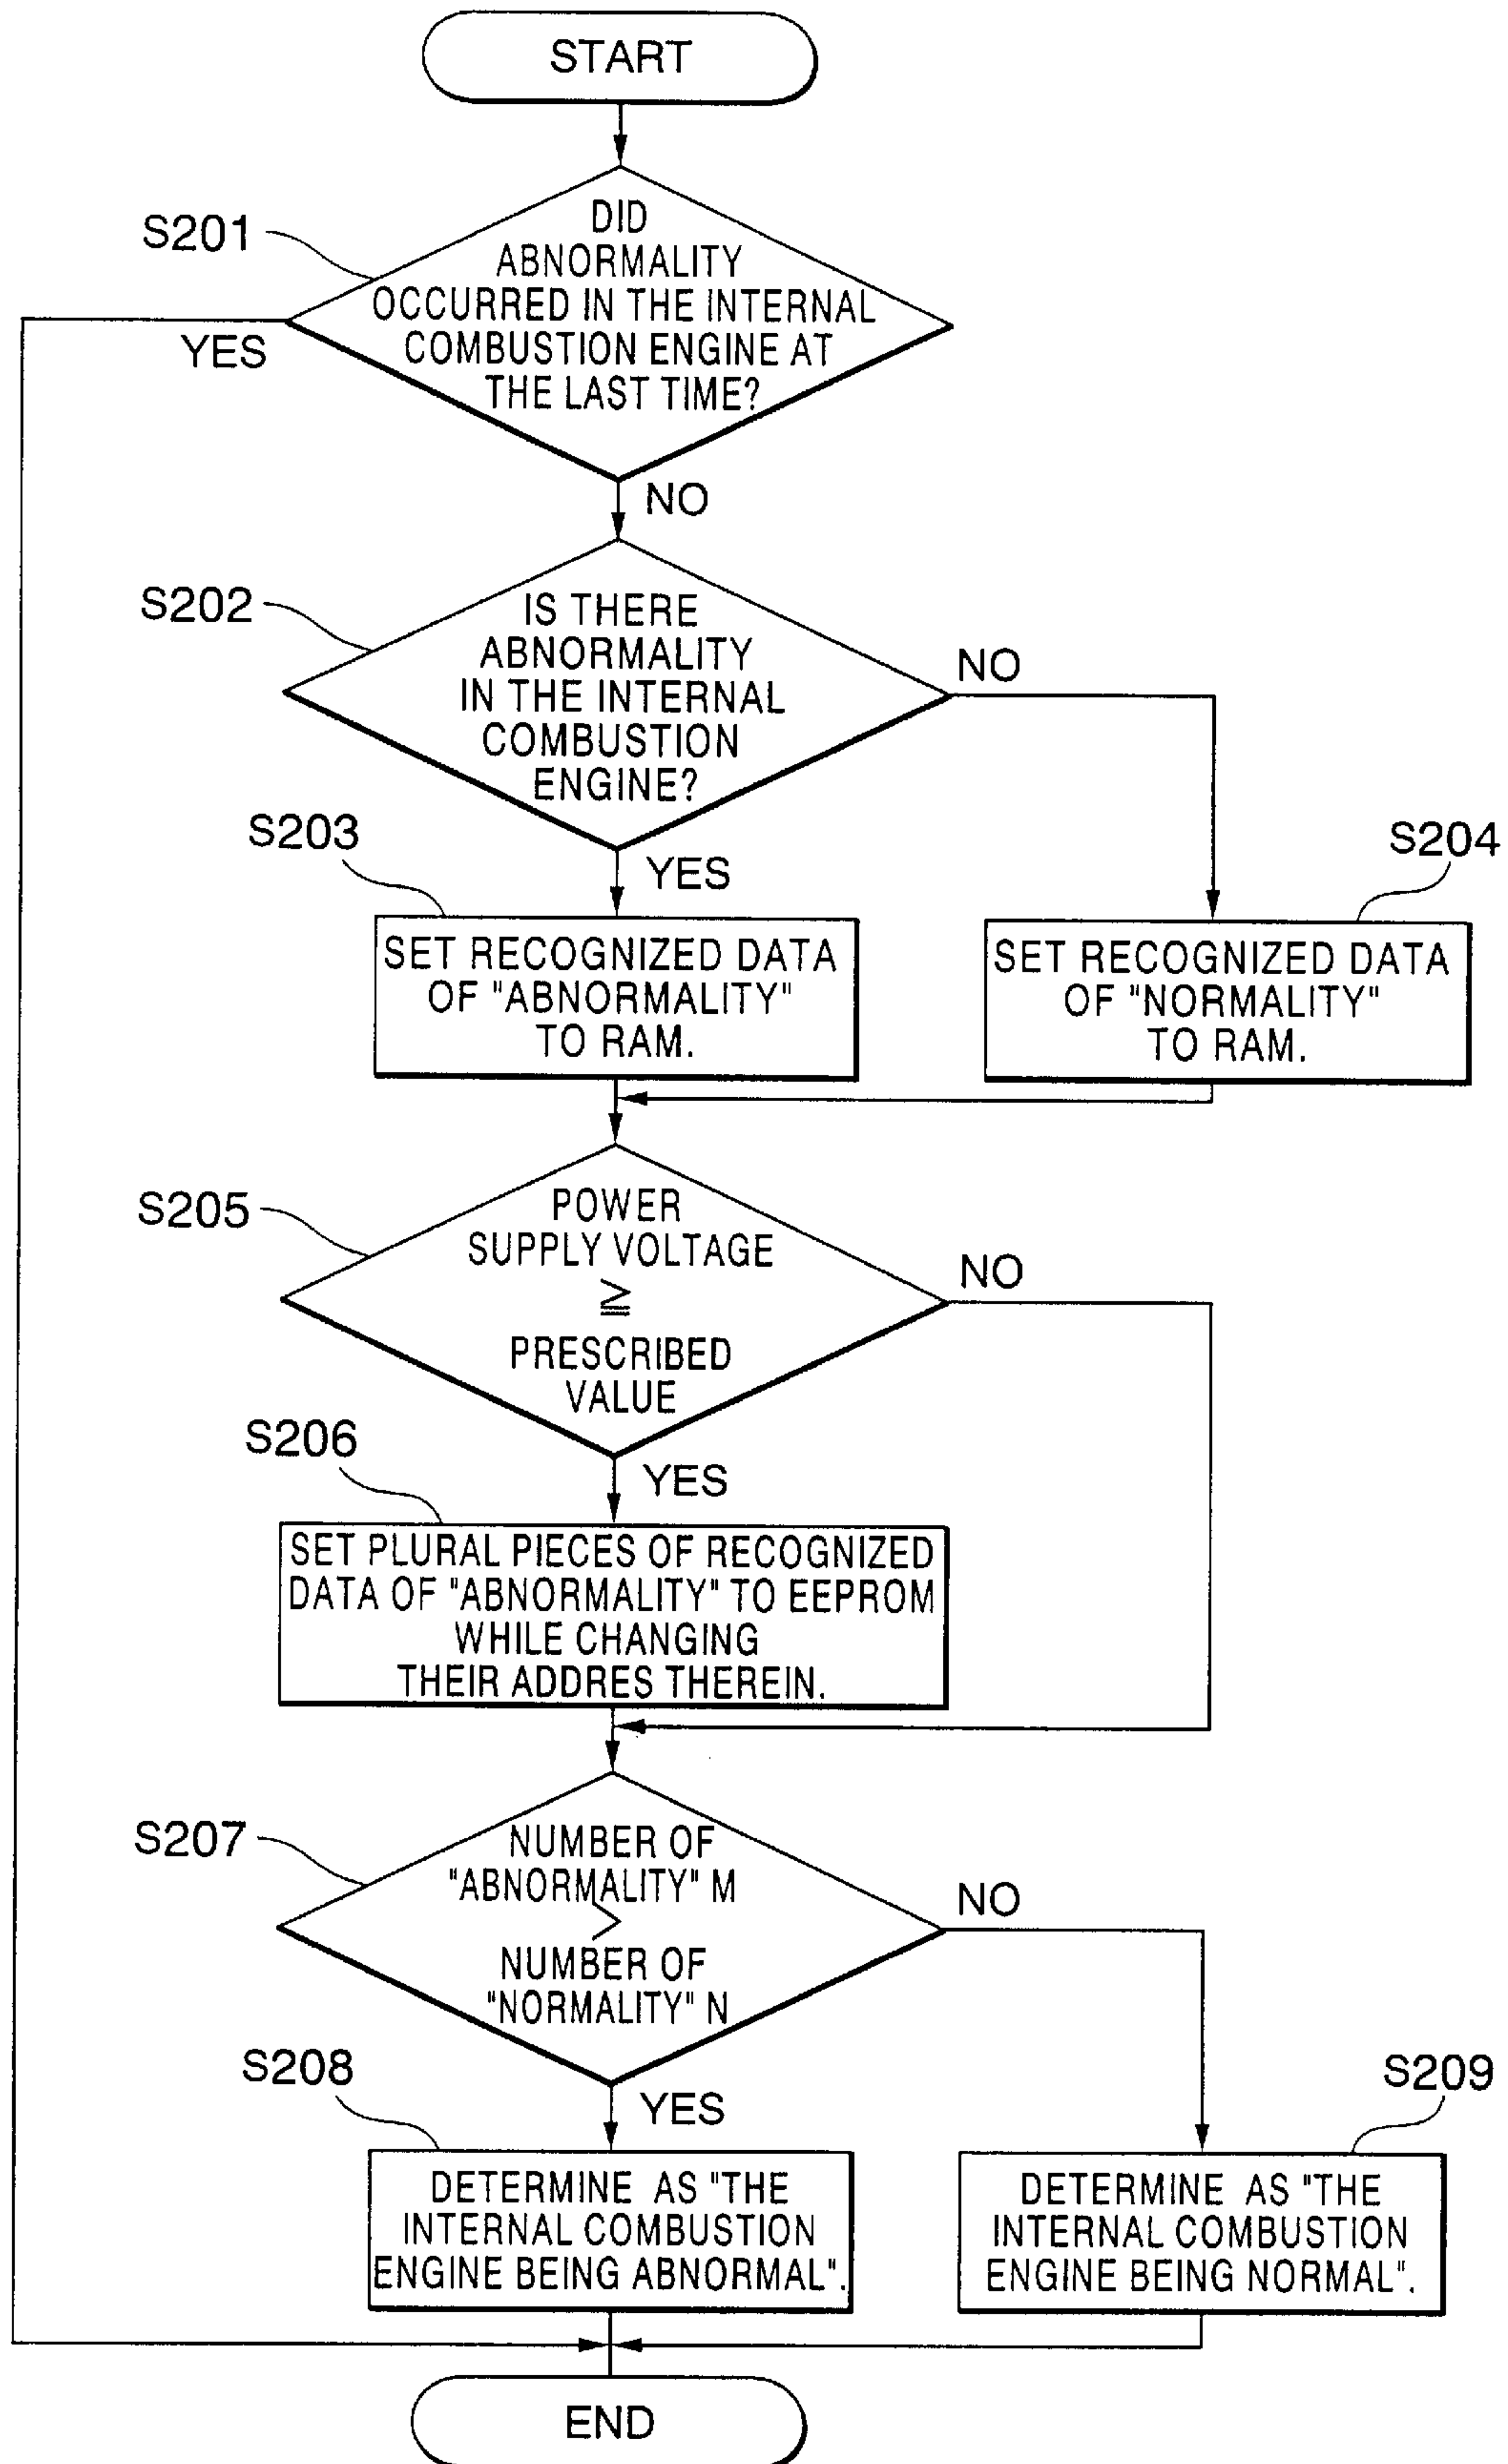 START
S201
DID
ABNORMALITY
OCCURRED IN THE INTERNAL
COMBUSTION ENGINE AT
THE LAST TIME?
YES
NO
S202
IS THERE
ABNORMALITY
IN THE INTERNAL
COMBUSTION
ENGINE?
NO
YES
S203
SET RECOGNIZED DATA
OF "ABNORMALITY"
TO RAM.
S204
SET RECOGNIZED DATA
OF "NORMALITY"
TO RAM.
S205
POWER
SUPPLY VOLTAGE
≧
PRESCRIBED
VALUE
NO
YES
S206
SET PLURAL PIECES OF RECOGNIZED
DATA OF "ABNORMALITY" TO EEPROM
WHILE CHANGING
THEIR ADDRES THEREIN.
S207
NUMBER OF
"ABNORMALITY" M
>
NUMBER OF
"NORMALITY" N
NO
YES
S208
DETERMINE AS "THE
INTERNAL COMBUSTION
ENGINE BEING ABNORMAL".
S209
DETERMINE AS "THE
INTERNAL COMBUSTION
ENGINE BEING NORMAL".
END